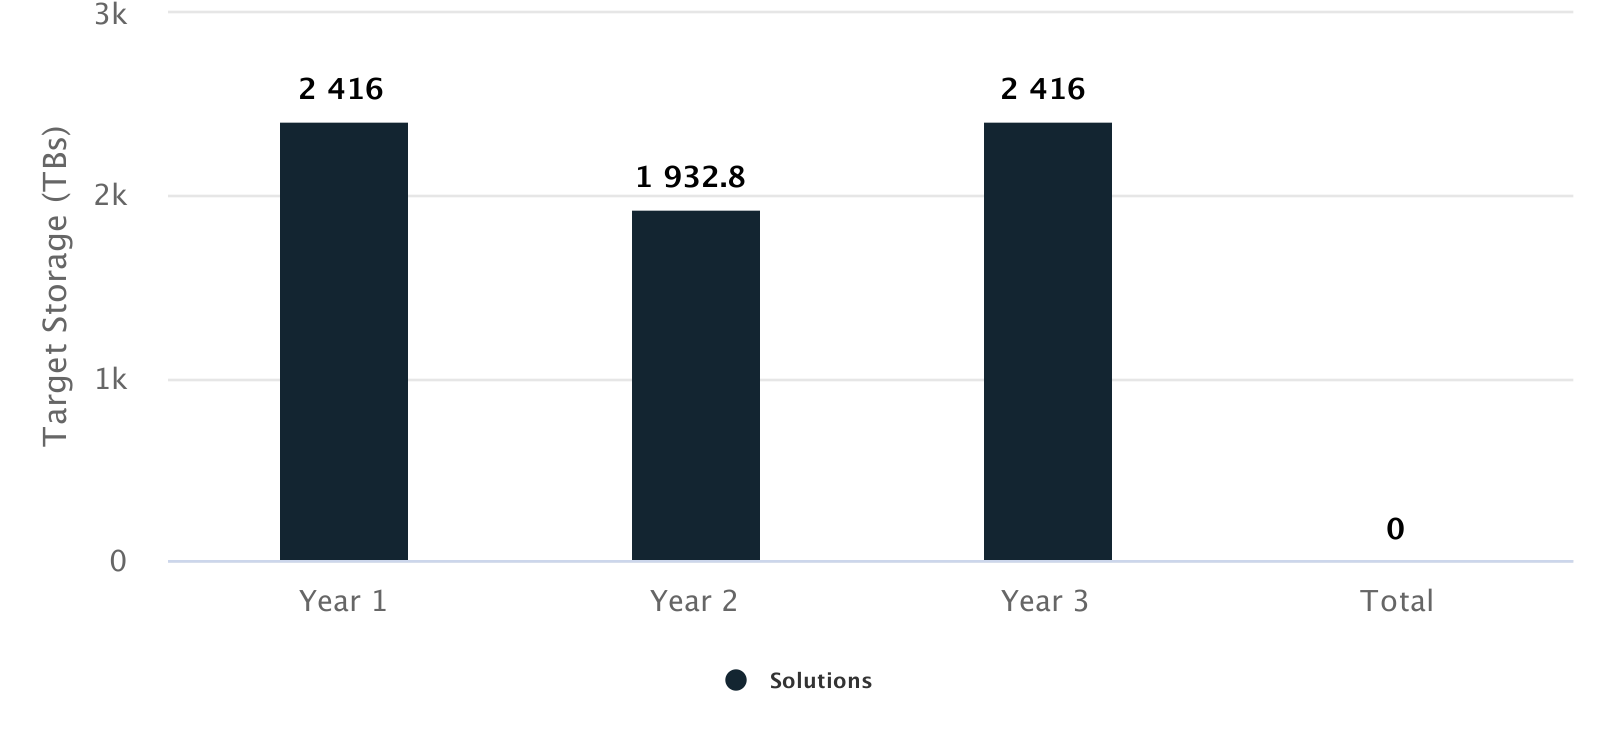 Target Storage (TBs)
3k
2k
1k
0
2 416
1 932.8
2 416
0
Year 1
Year 2
Year 3
Total
Solutions